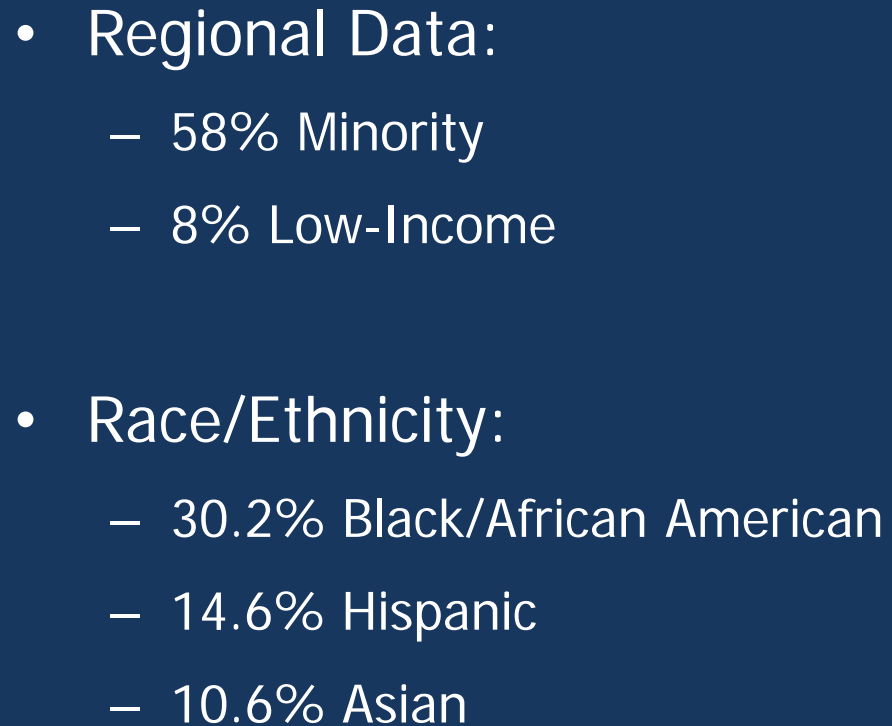 • Regional Data:
– 58% Minority
– 8% Low-Income
• Race/Ethnicity:
– 30.2% Black/African American
– 14.6% Hispanic
– 10.6% Asian